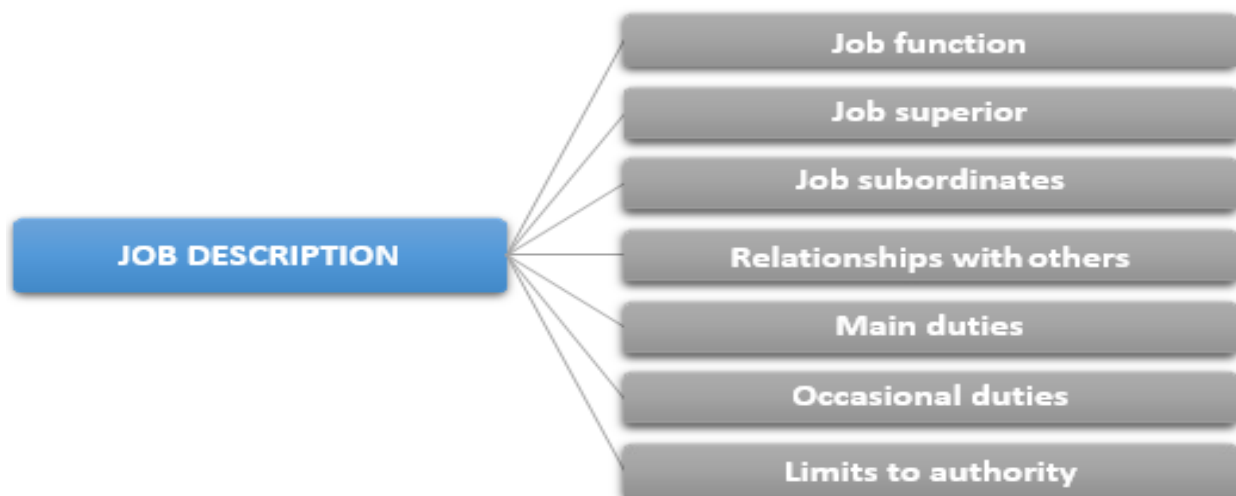 Job function
Job superior
Job subordinates
JOB DESCRIPTION
Relationships with others
Main duties
Occasional duties
Limits to authority